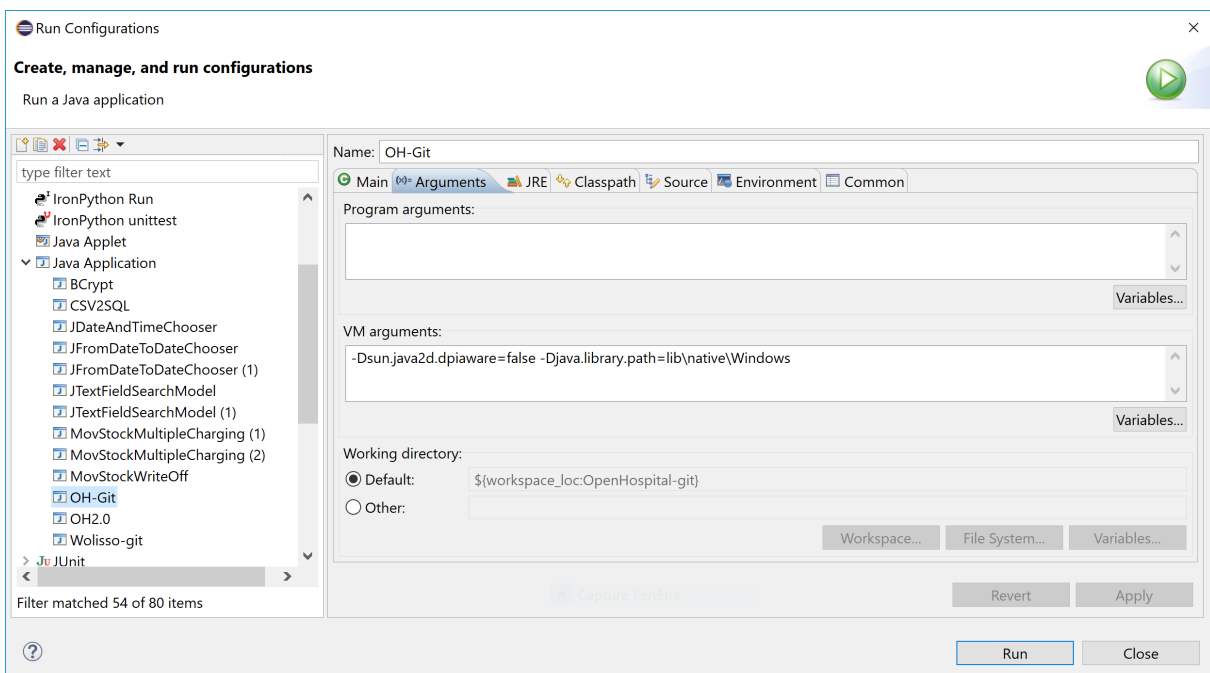 Run Configurations
Create, manage, and run configurations
Run a Java application
type filter text
IronPython Run
IronPython unittest
Java Applet
Java Application
BCrypt
CSV2SQL
JDateAndTimeChooser
JFromDateToDateChooser
JFromDateToDateChooser (1)
JTextFieldSearchModel
JTextFieldSearchModel (1)
MovStockMultipleCharging (1)
MovStockMultipleCharging (2)
MovStockWriteOff
OH-Git
OH2.0
Wolisso-git
JUnit
Filter matched 54 of 80 items
Name: OH-Git
Main Arguments JRE Classpath Source Environment Common
Program arguments:
Variables...
VM arguments:
-Dsun.java2d.dpiaware=false -Djava.library.path=lib\native\Windows
Variables...
Working directory:
Default: ${workspace_loc:OpenHospital-git}
Other:
Workspace... File System... Variables...
Capture Fenêtre
Revert Apply
Run Close